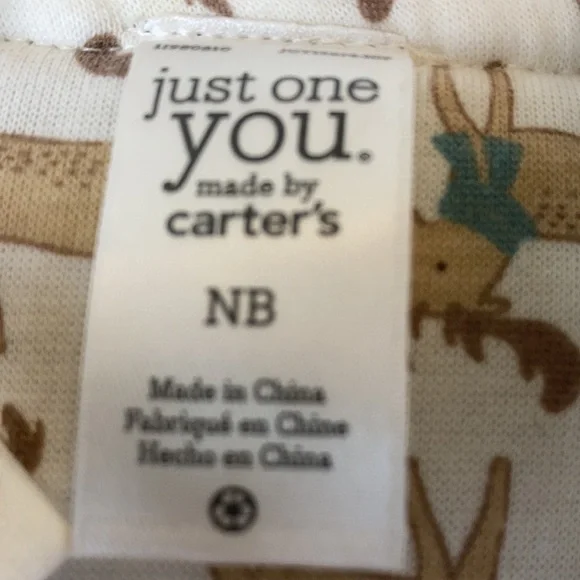 just one
you.
made by
carter's
NB
Made in China
Fabriqué en Chine
Hecho en China